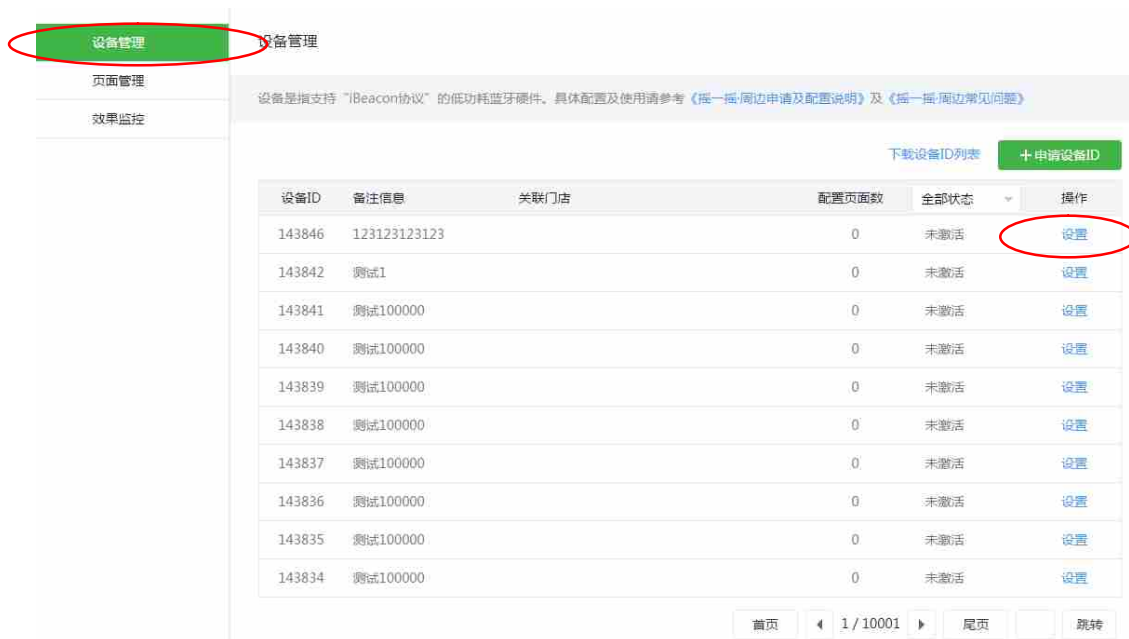 设备管理
页面管理
效果监控
设备管理
设备是指支持“iBeacon协议”的低功耗蓝牙硬件。具体配置及使用请参考《摇一摇·周边申请及配置说明》及《摇一摇·周边常见问题》
下载设备ID列表 +申请设备ID
设备ID 备注信息 关联门店 配置页面数 全部状态 操作
143846 123123123123 0 未激活 设置
143842 测试1 0 未激活 设置
143841 测试100000 0 未激活 设置
143840 测试100000 0 未激活 设置
143839 测试100000 0 未激活 设置
143838 测试100000 0 未激活 设置
143837 测试100000 0 未激活 设置
143836 测试100000 0 未激活 设置
143835 测试100000 0 未激活 设置
143834 测试100000 0 未激活 设置
首页 1 / 10001 尾页 跳转